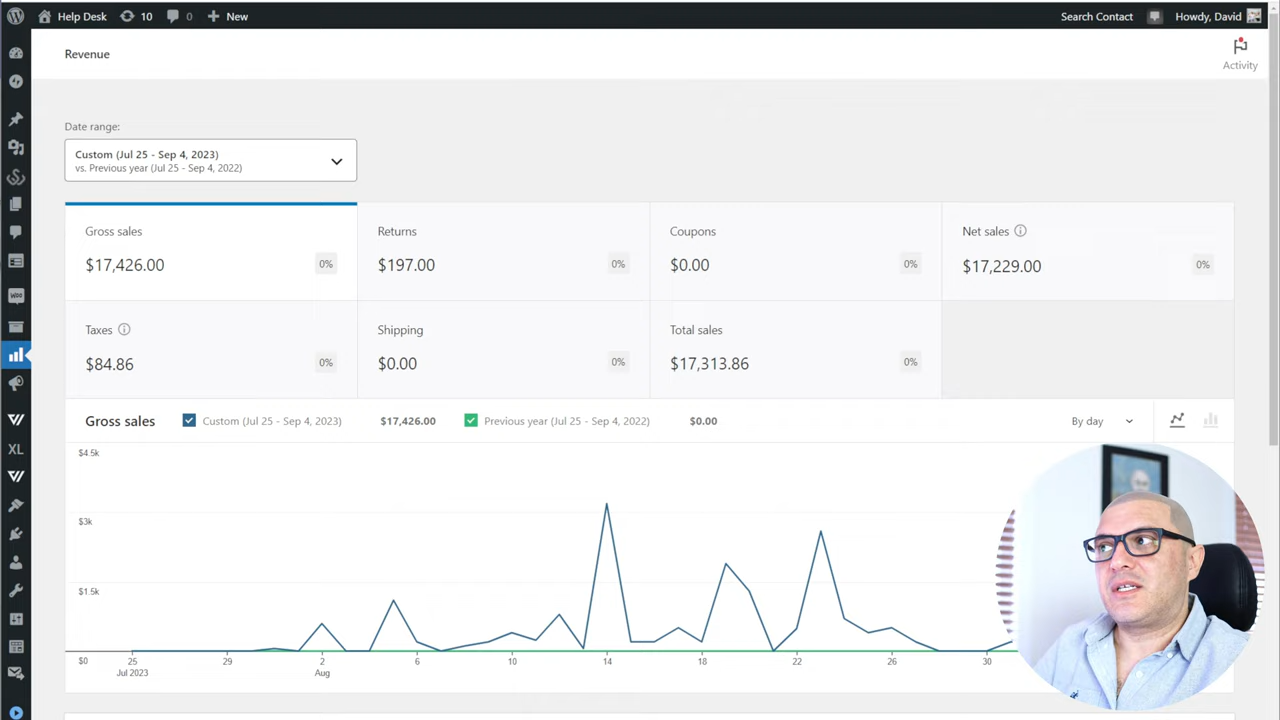 Help Desk 10 0 New Search Contact Howdy, David
Revenue
Activity
Date range:
Custom (Jul 25 - Sep 4, 2023)
vs. Previous year (Jul 25 - Sep 4, 2022)
Gross sales
$17,426.00 0%
Returns
$197.00 0%
Coupons
$0.00 0%
Net sales
$17,229.00 0%
Taxes
$84.86 0%
Shipping
$0.00 0%
Total sales
$17,313.86 0%
Gross sales Custom (Jul 25 - Sep 4, 2023) $17,426.00 Previous year (Jul 25 - Sep 4, 2022) $0.00 By day
$4.5k
$3k
$1.5k
$0
25 29 2 6 10 14 18 22 26 30
Jul 2023 Aug
WOO
XL